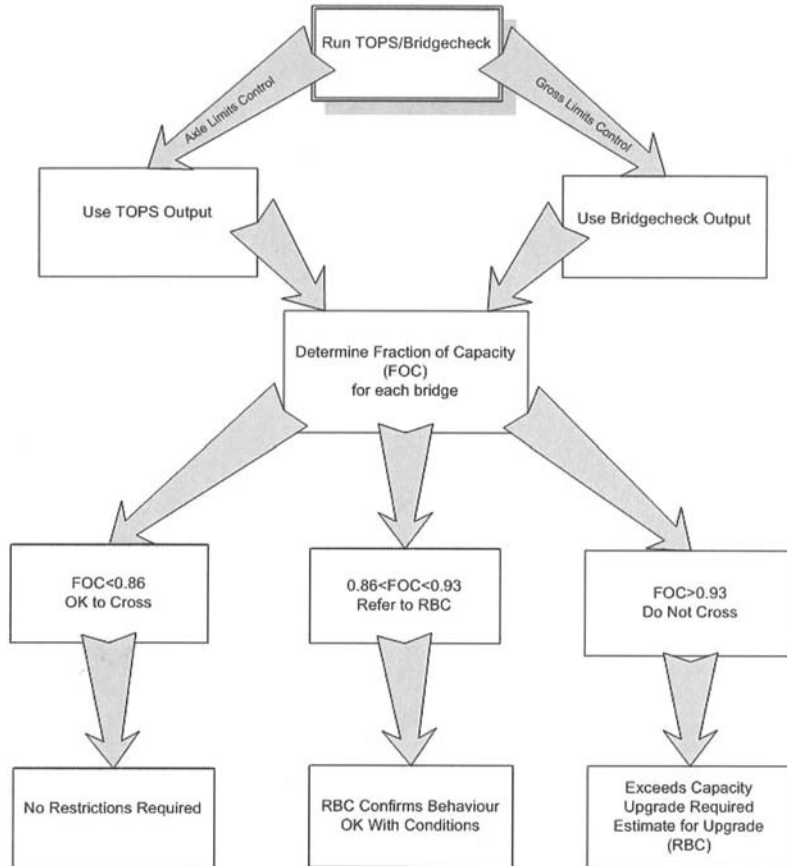 Run TOPS/Bridgecheck
Axle Limits Control
Gross Limits Control
Use TOPS Output
Use Bridgecheck Output
Determine Fraction of Capacity
(FOC)
for each bridge
FOC<0.86
OK to Cross
0.86<FOC<0.93
Refer to RBC
FOC>0.93
Do Not Cross
No Restrictions Required
RBC Confirms Behaviour
OK With Conditions
Exceeds Capacity
Upgrade Required
Estimate for Upgrade
(RBC)